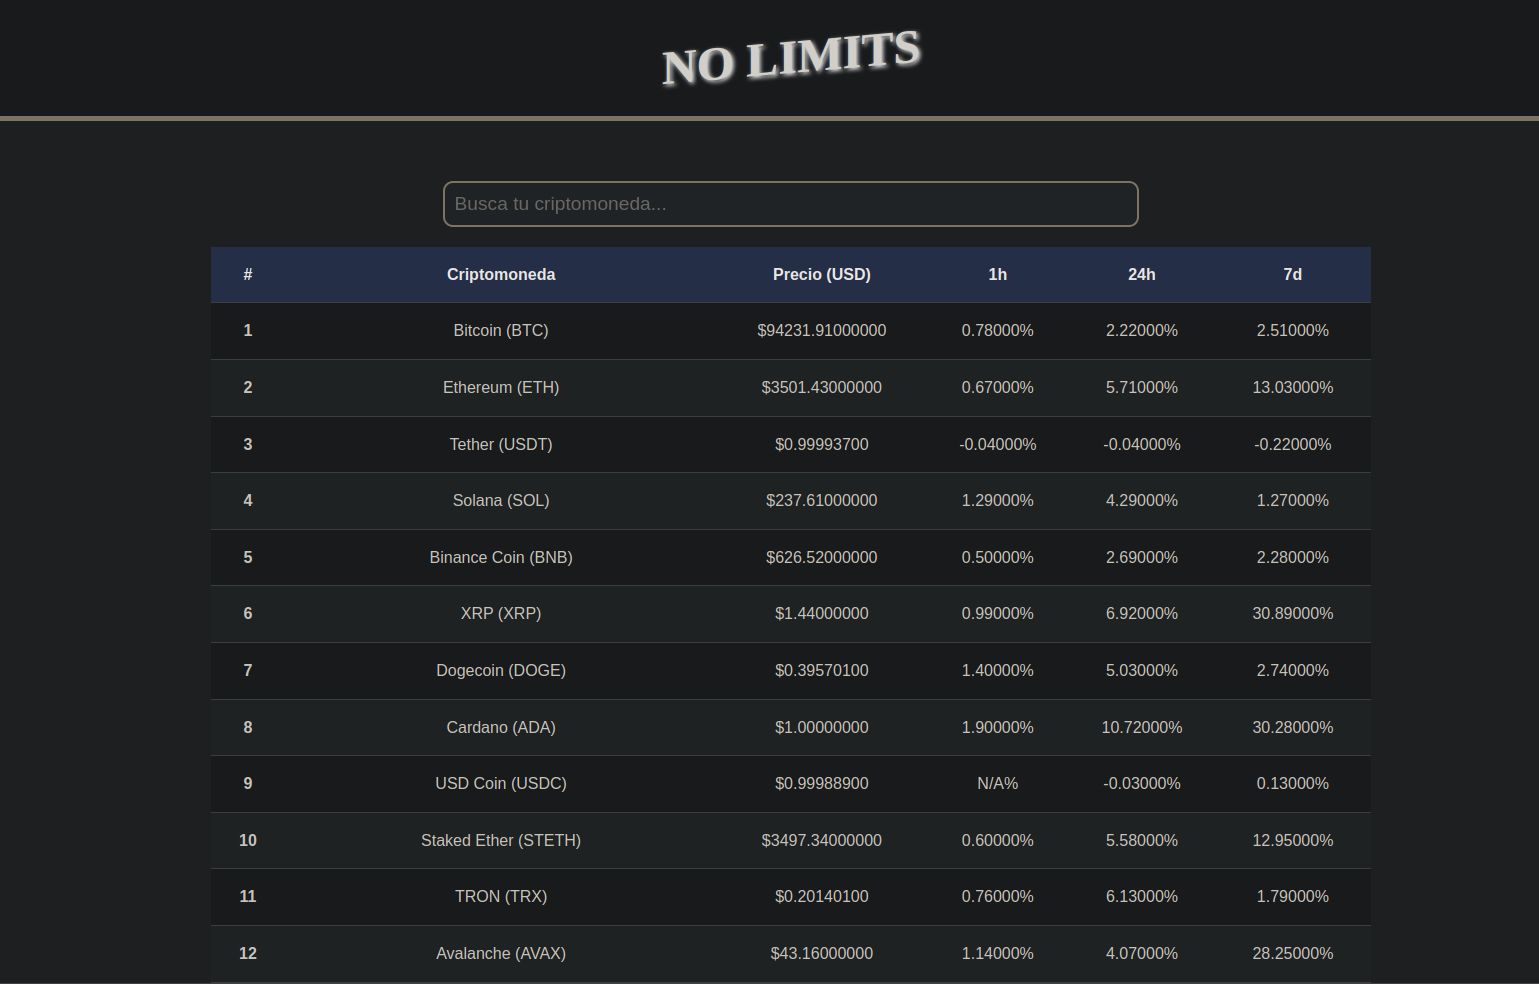 NO LIMITS
Busca tu criptomoneda...
# Criptomoneda Precio (USD) 1h 24h 7d
1 Bitcoin (BTC) $94231.91000000 0.78000% 2.22000% 2.51000%
2 Ethereum (ETH) $3501.43000000 0.67000% 5.71000% 13.03000%
3 Tether (USDT) $0.99993700 -0.04000% -0.04000% -0.22000%
4 Solana (SOL) $237.61000000 1.29000% 4.29000% 1.27000%
5 Binance Coin (BNB) $626.52000000 0.50000% 2.69000% 2.28000%
6 XRP (XRP) $1.44000000 0.99000% 6.92000% 30.89000%
7 Dogecoin (DOGE) $0.39570100 1.40000% 5.03000% 2.74000%
8 Cardano (ADA) $1.00000000 1.90000% 10.72000% 30.28000%
9 USD Coin (USDC) $0.99988900 N/A% -0.03000% 0.13000%
10 Staked Ether (STETH) $3497.34000000 0.60000% 5.58000% 12.95000%
11 TRON (TRX) $0.20140100 0.76000% 6.13000% 1.79000%
12 Avalanche (AVAX) $43.16000000 1.14000% 4.07000% 28.25000%